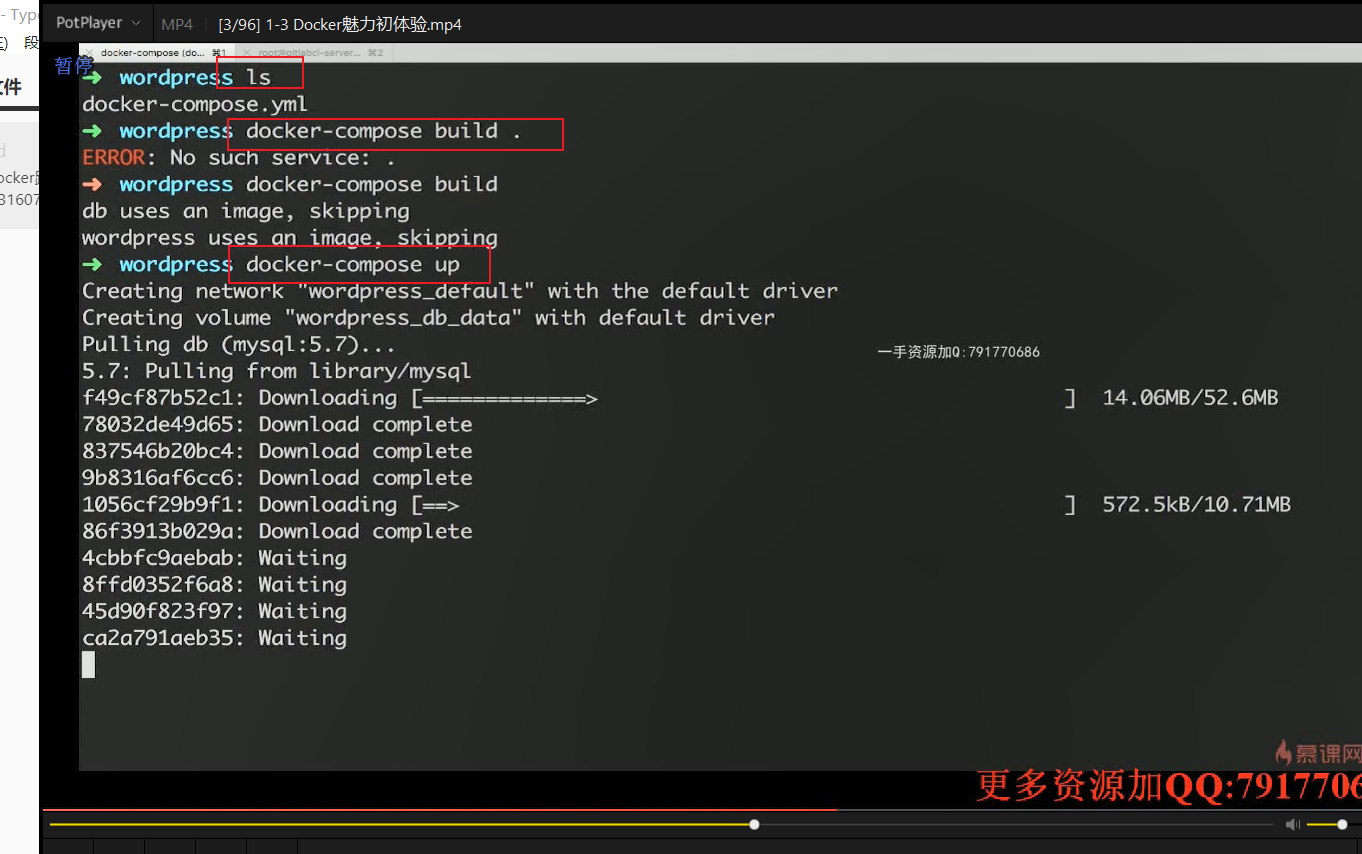 - Typ
PotPlayer
MP4
[3/96] 1-3 Docker魅力初体验.mp4
段
docker-compose (do... ⌘1
root@gitlabci-server... ⌘2
暂停
文件
➜ wordpress ls
docker-compose.yml
➜ wordpress docker-compose build .
ERROR: No such service: .
➜ wordpress docker-compose build
db uses an image, skipping
wordpress uses an image, skipping
➜ wordpress docker-compose up
Creating network "wordpress_default" with the default driver
Creating volume "wordpress_db_data" with default driver
Pulling db (mysql:5.7)...
一手资源加Q:791770686
5.7: Pulling from library/mysql
f49cf87b52c1: Downloading [=============> ] 14.06MB/52.6MB
78032de49d65: Download complete
837546b20bc4: Download complete
9b8316af6cc6: Download complete
1056cf29b9f1: Downloading [==> ] 572.5kB/10.71MB
86f3913b029a: Download complete
4cbbfc9aebab: Waiting
8ffd0352f6a8: Waiting
45d90f823f97: Waiting
ca2a791aeb35: Waiting
ocker
31607
慕课网
更多资源加QQ:7917706